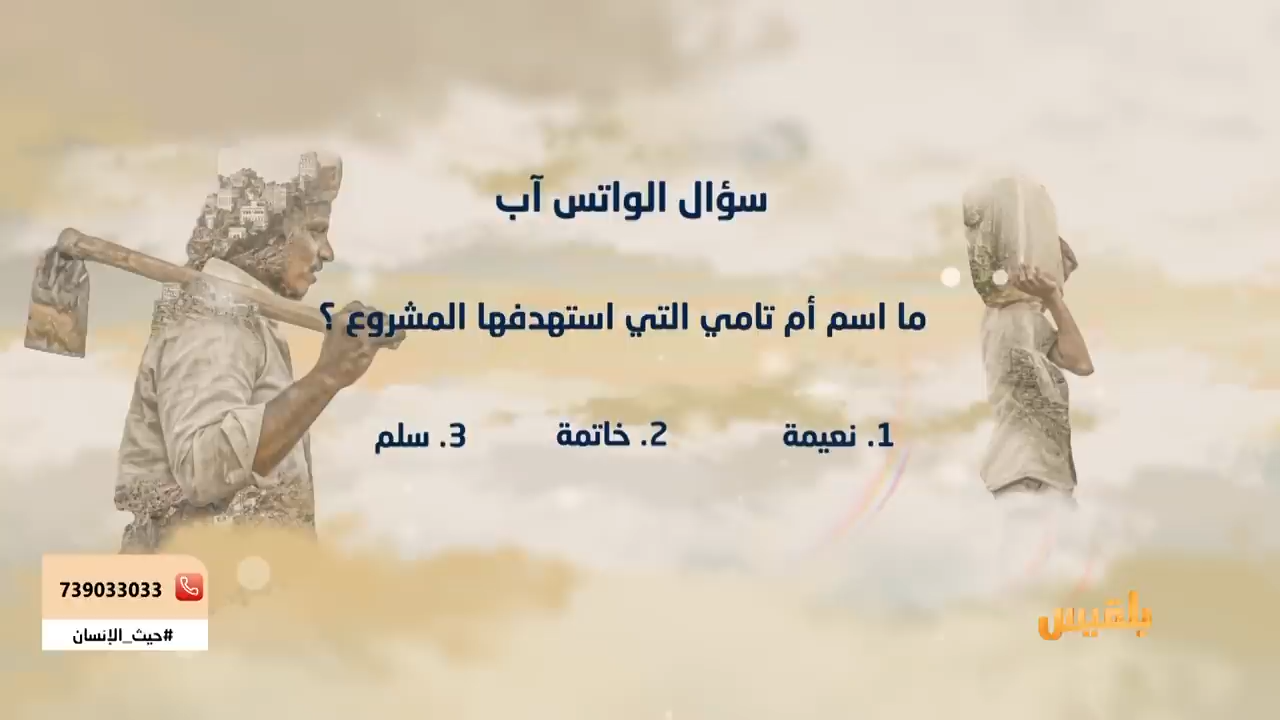 سؤال الواتس آب
ما اسم أم تامي التي استهدفها المشروع ؟
1. نعيمة 2. خاتمة 3. سلم
739033033
#حيث_الإنسان
بلقيس